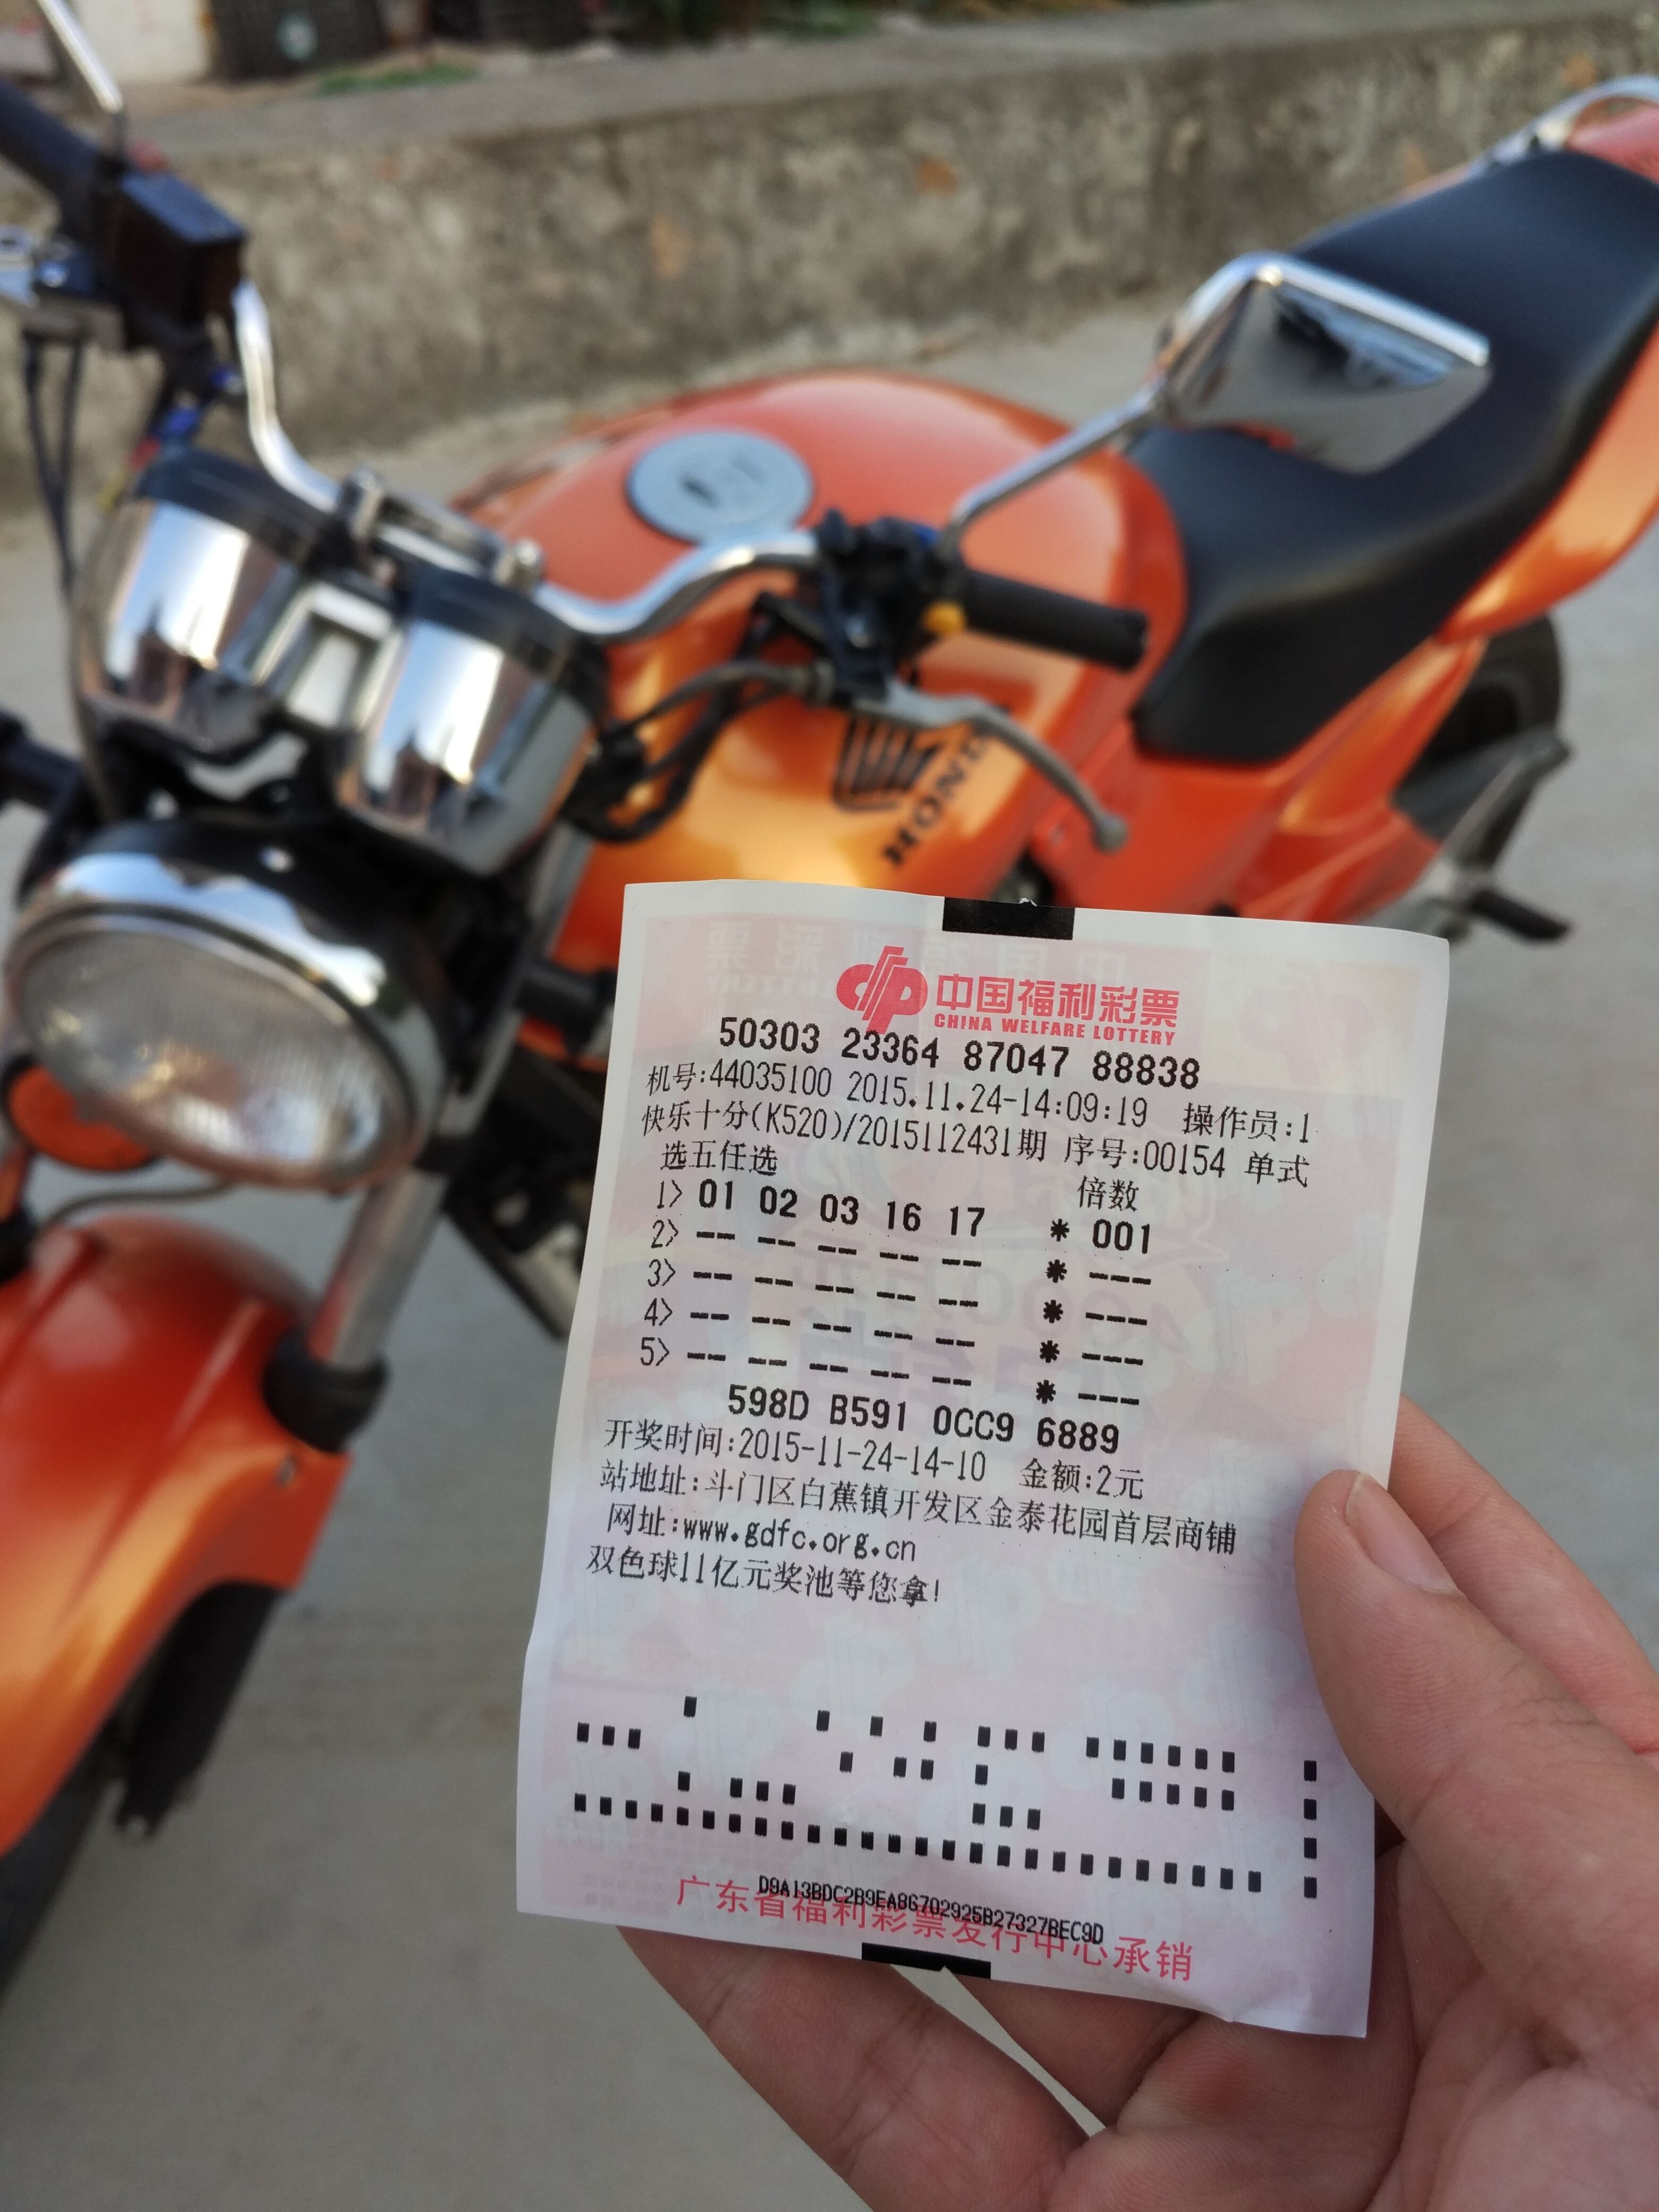 HONDA
中国福利彩票
CHINA WELFARE LOTTERY
50303 23364 87047 88838
机号:44035100 2015.11.24-14:09:19 操作员:1
快乐十分(K520)/2015112431期 序号:00154 单式
选五任选 倍数
1> 01 02 03 16 17 * 001
2> -- -- -- -- -- * ---
3> -- -- -- -- -- * ---
4> -- -- -- -- -- * ---
5> -- -- -- -- -- * ---
598D B591 0CC9 6889
开奖时间:2015-11-24-14-10 金额:2元
站地址:斗门区白蕉镇开发区金泰花园首层商铺
网址:www.gdfc.org.cn
双色球11亿元奖池等您拿!
D9A13BDC2B9EA86702925B27327BEC9D
广东省福利彩票发行中心承销